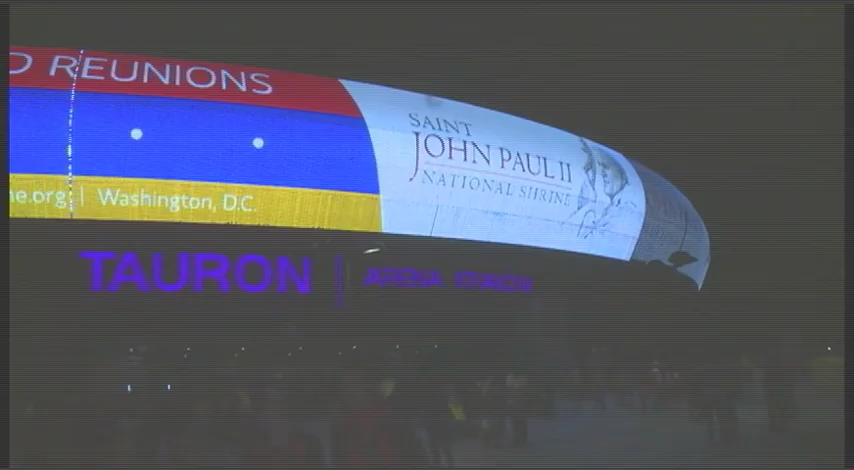 D REUNIONS
SAINT
JOHN PAUL II
NATIONAL SHRINE
ne.org | Washington, D.C.
TAURON | ARENA KRAKÓW